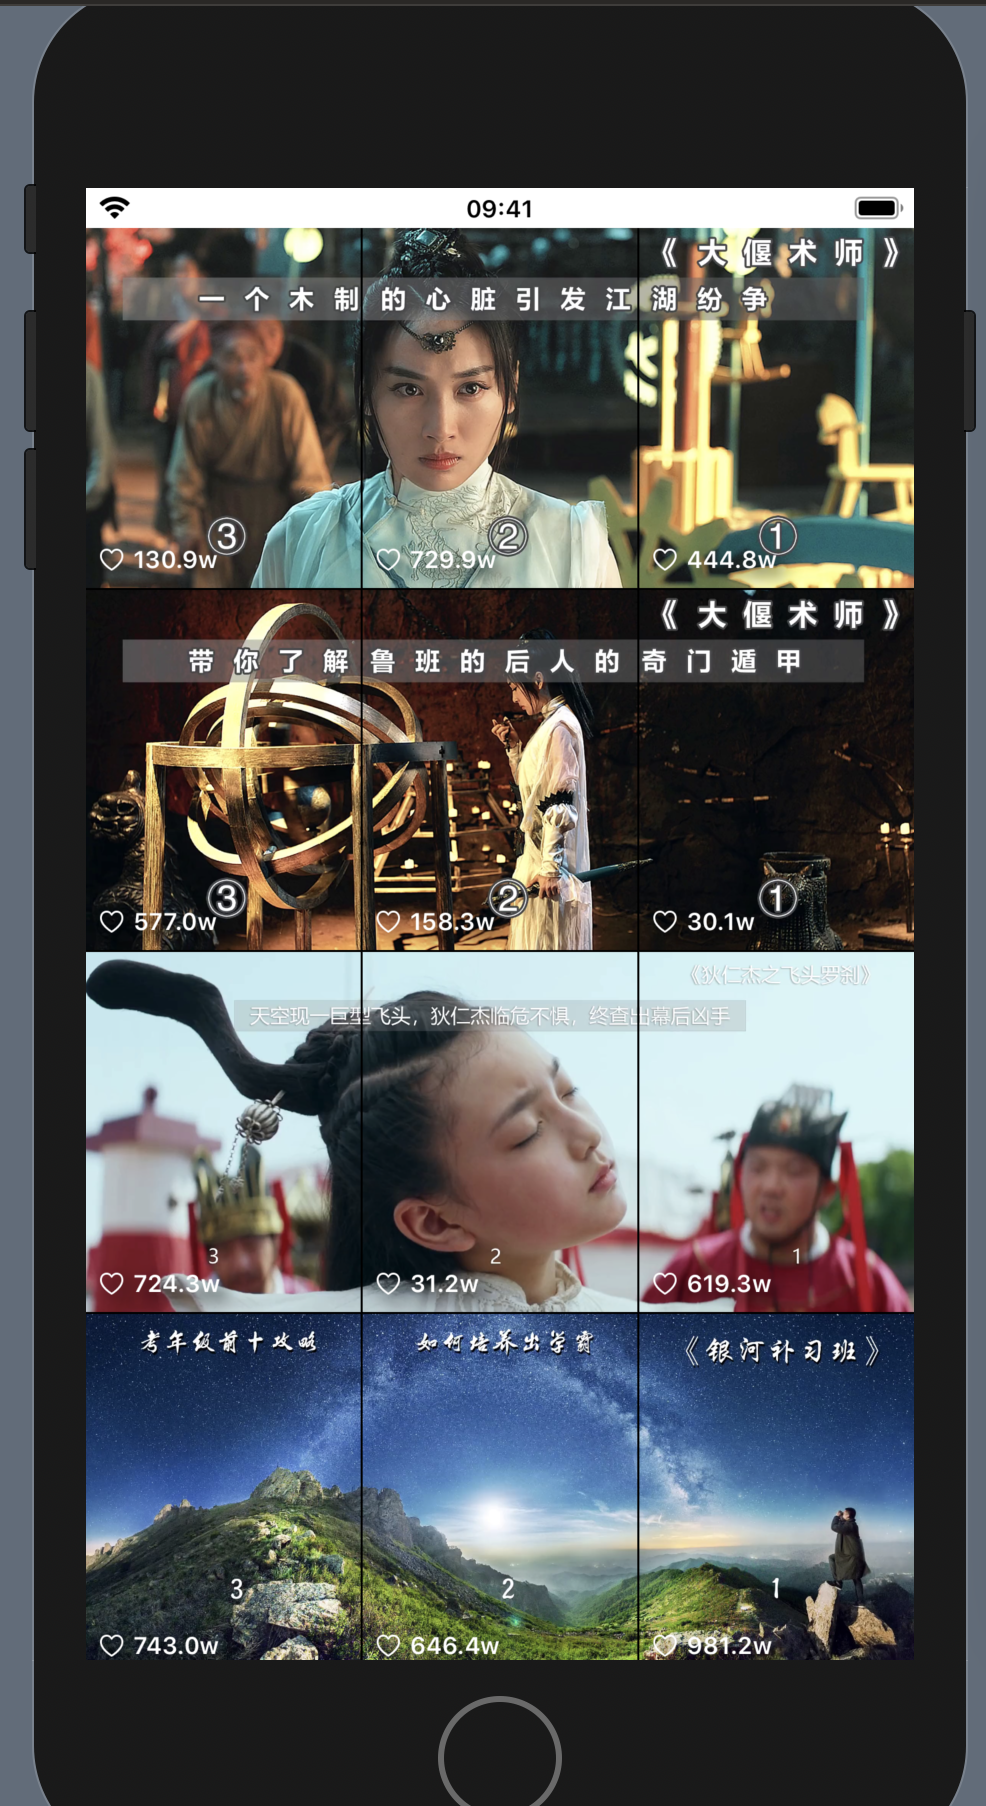 09:41
《大偃术师》
一个木制的心脏引发江湖纷争
③ ② ①
130.9w 729.9w 444.8w
《大偃术师》
带你了解鲁班的后人的奇门遁甲
③ ② ①
577.0w 158.3w 30.1w
《狄仁杰之飞头罗刹》
天空现一巨型飞头，狄仁杰临危不惧，终查出幕后凶手
3 2 1
724.3w 31.2w 619.3w
考年级前十攻略 如何培养出学霸 《银河补习班》
3 2 1
743.0w 646.4w 981.2w